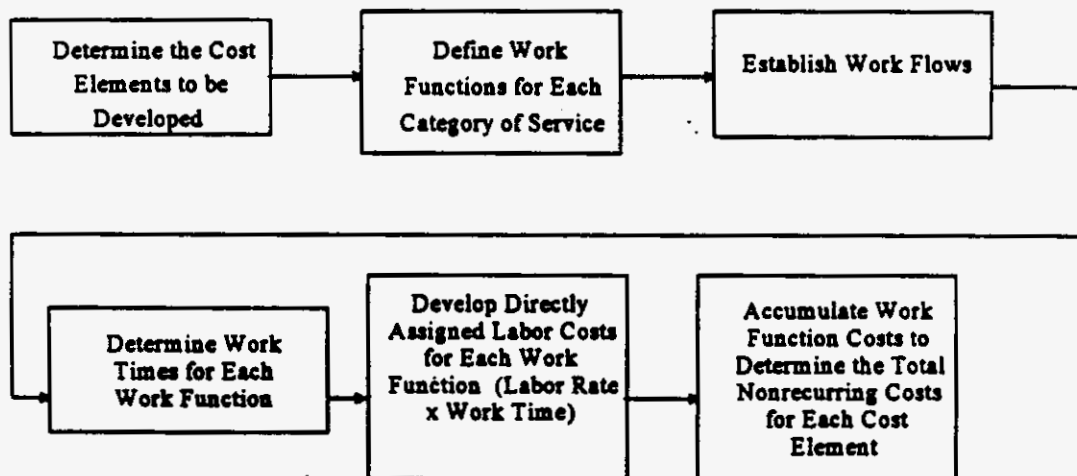 Determine the Cost
Elements to be
Developed
Define Work
Functions for Each
Category of Service
Establish Work Flows
Determine Work
Times for Each
Work Function
Develop Directly
Assigned Labor Costs
for Each Work
Function (Labor Rate
x Work Time)
Accumulate Work
Function Costs to
Determine the Total
Nonrecurring Costs
for Each Cost
Element